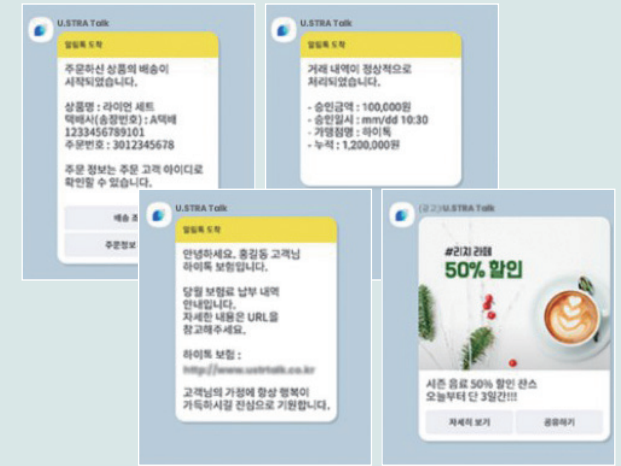 U.STRA Talk
알림톡 도착
주문하신 상품의 배송이
시작되었습니다.
상품명 : 라이언 세트
택배사(송장번호) : A택배
1233456789101
주문번호 : 3012345678
주문 정보는 주문 고객 아이디로
확인할 수 있습니다.
배송 조
주문정보
U.STRA Talk
알림톡 도착
거래 내역이 정상적으로
처리되었습니다.
- 승인금액 : 100,000원
- 승인일시 : mm/dd 10:30
- 가맹점명 : 하이톡
- 누적 : 1,200,000원
U.STRA Talk
알림톡 도착
안녕하세요. 홍길동 고객님
하이톡 보험입니다.
당월 보험료 납부 내역
안내입니다.
자세한 내용은 URL을
참고해주세요.
하이톡 보험 :
http://www.ustrtalk.co.kr
고객님의 가정에 항상 행복이
가득하시길 진심으로 기원합니다.
(광고)U.STRA Talk
#리치 라떼
50% 할인
시즌 음료 50% 할인 찬스
오늘부터 단 3일간!!!
자세히 보기
공유하기